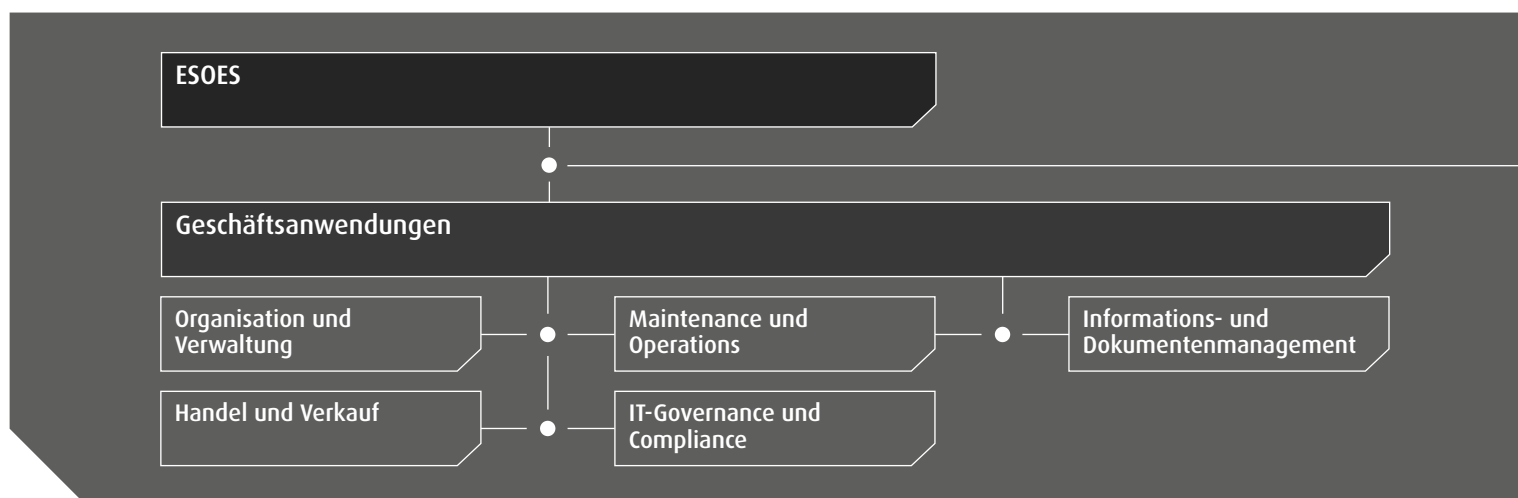 ESOES
Geschäftsanwendungen
Organisation und
Verwaltung
Maintenance und
Operations
Informations- und
Dokumentenmanagement
Handel und Verkauf
IT-Governance und
Compliance